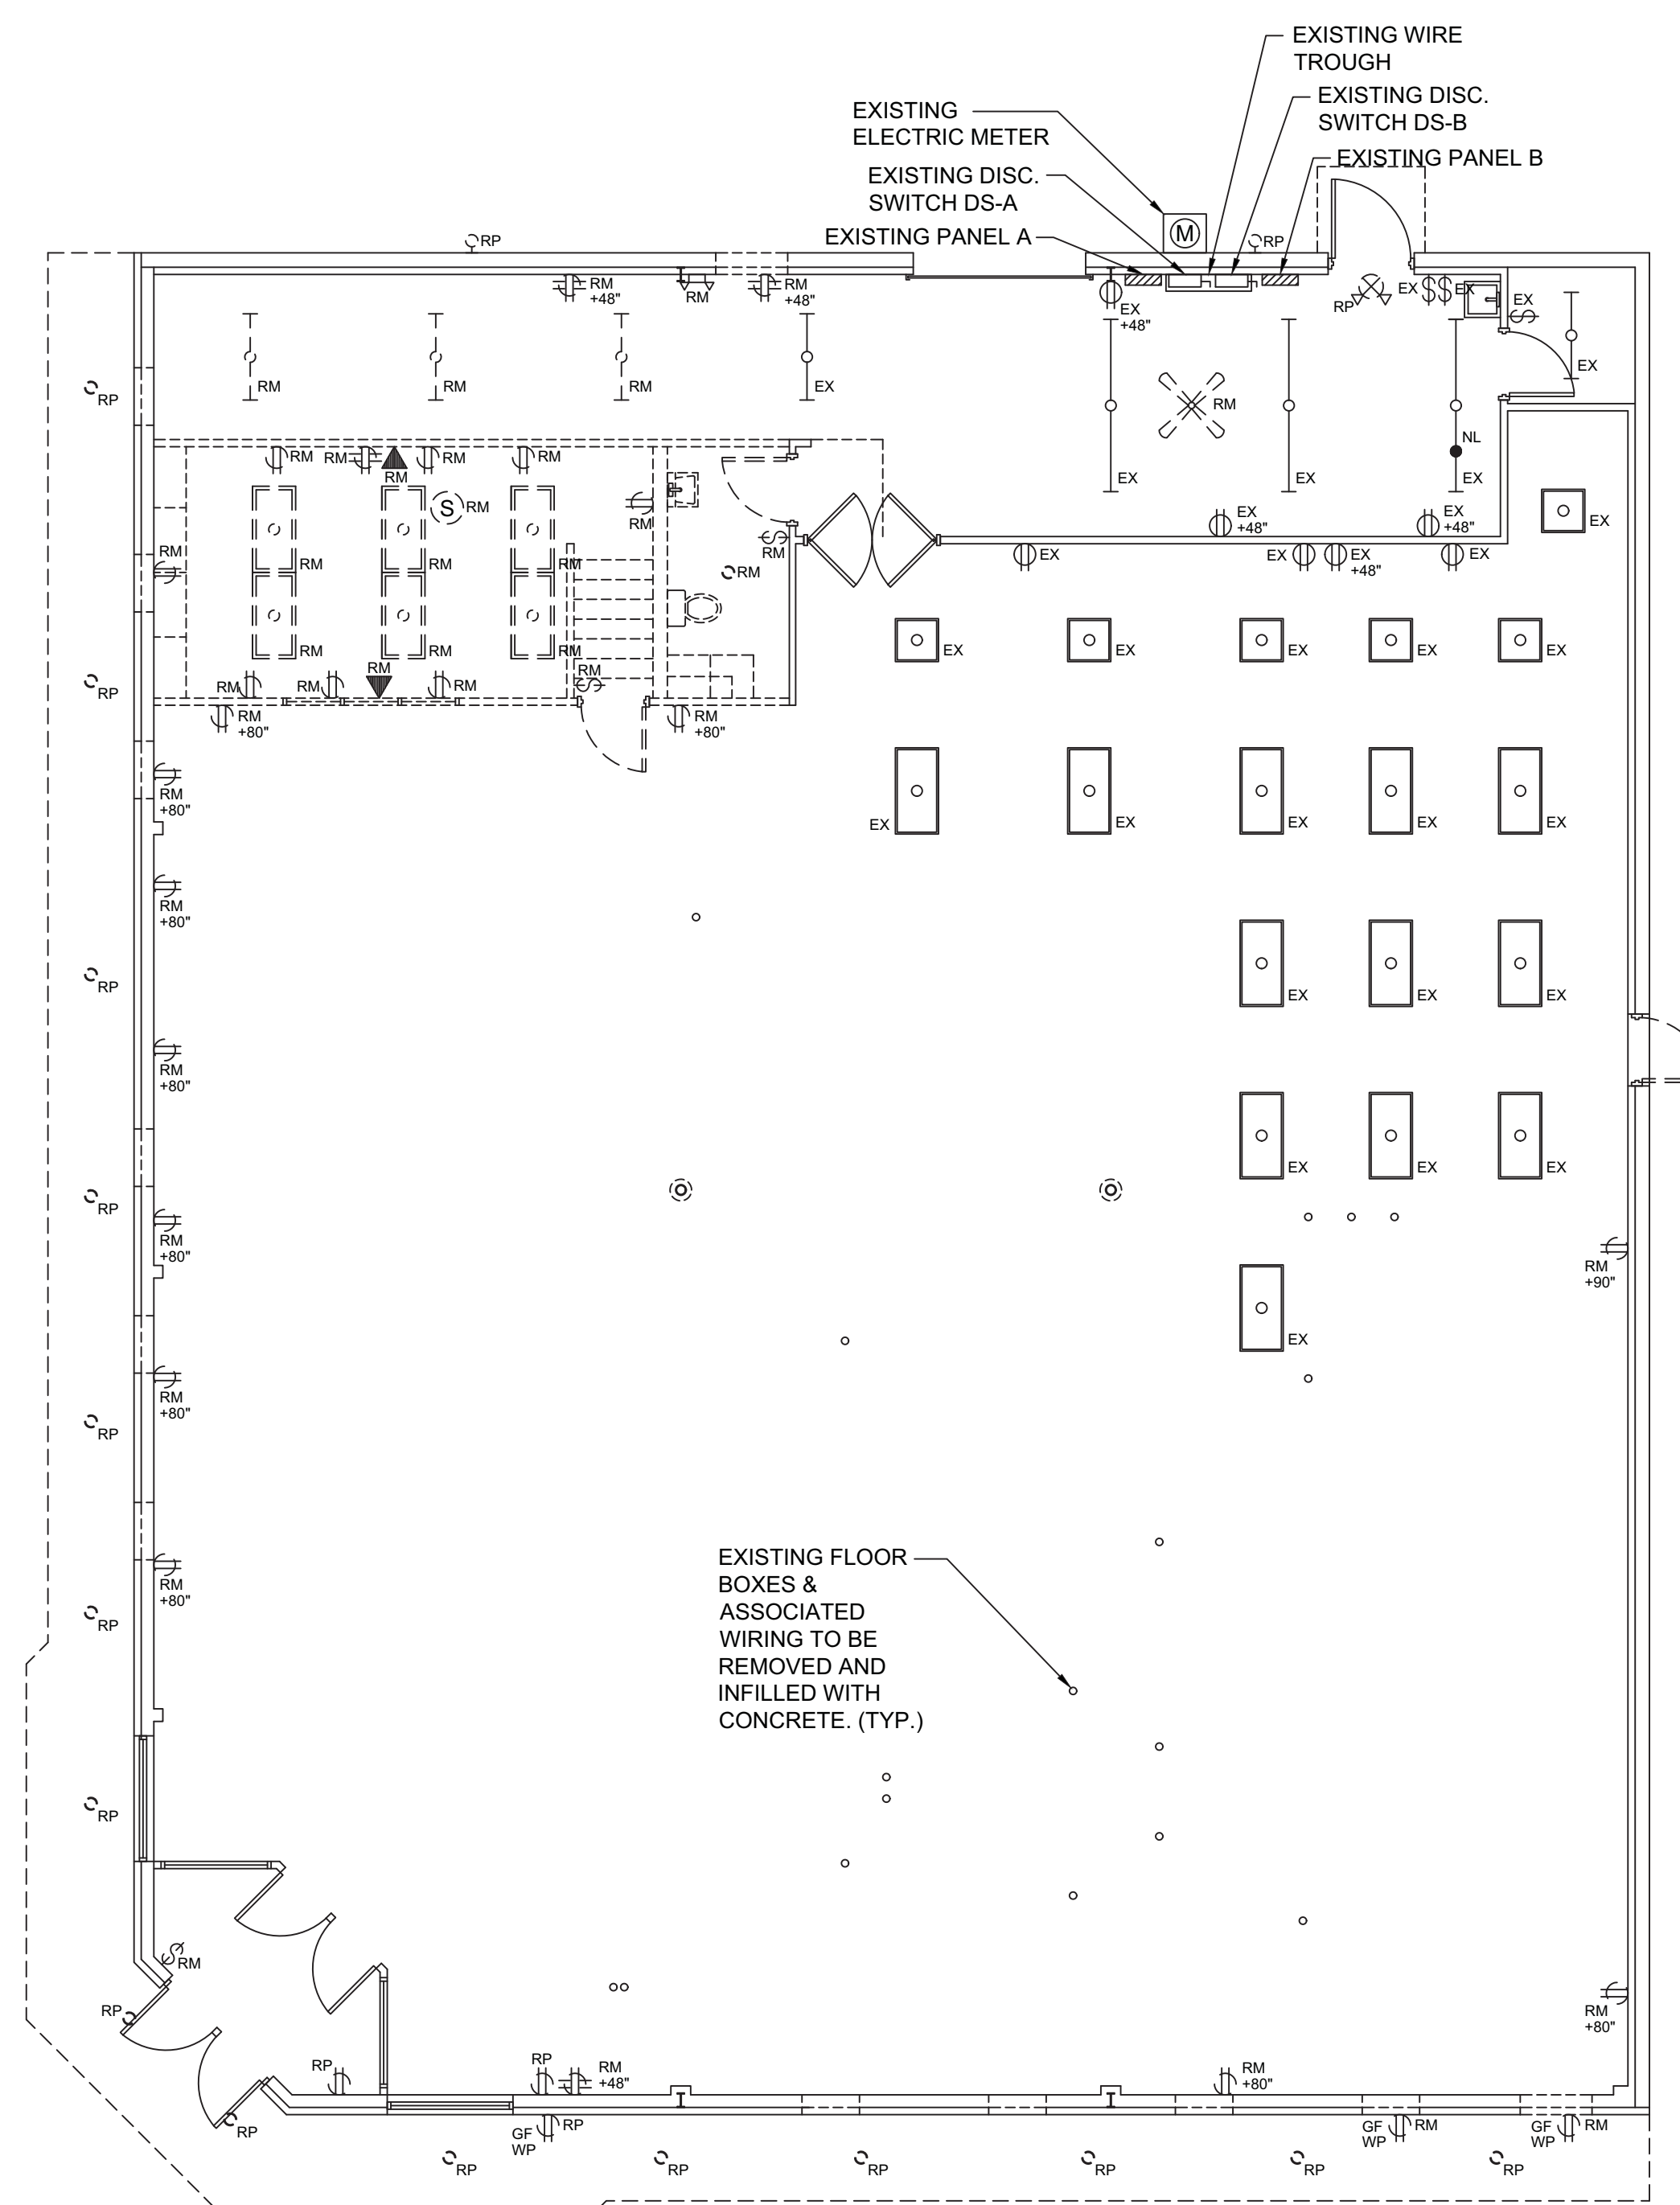 EXISTING WIRE
TROUGH
EXISTING DISC.
SWITCH DS-B
EXISTING
ELECTRIC METER
EXISTING PANEL B
EXISTING DISC.
SWITCH DS-A
EXISTING PANEL A
M
RP
RP
RM
+48"
RM
RM
+48"
EX
+48"
RP
EX
EX
EX
EX
RP
RM
RM
RM
EX
RM
NL
EX
EX
EX
RM
RM
RM
RM
RM
S
RM
RM
EX
+48"
EX
+48"
EX
RM
RM
EX
EX
EX
+48"
EX
RM
RM
RM
RM
RM
RM
RM
EX
EX
EX
EX
EX
RP
RM
RM
RM
RM
RM
RM
+80"
RM
+80"
RM
+80"
EX
EX
EX
EX
EX
RM
+80"
RP
EX
EX
EX
RM
+80"
RP
EX
EX
EX
RM
+80"
RM
+90"
EX
RM
+80"
RP
EXISTING FLOOR
BOXES &
ASSOCIATED
WIRING TO BE
REMOVED AND
INFILLED WITH
CONCRETE. (TYP.)
RM
+80"
RP
RP
RM
RP
RM
+80"
RP
RP
RM
+48"
RM
+80"
RP
GF
WP
RP
GF
WP
RM
GF
WP
RM
RP
RP
RP
RP
RP
RP